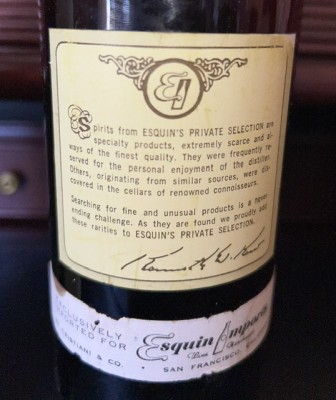 EI
Spirits from ESQUIN'S PRIVATE SELECTION are
specialty products, extremely scarce and al-
ways of the finest quality. They were frequently re-
served for the personal enjoyment of the distiller.
Others, originating from similar sources, were dis-
covered in the cellars of renowned connoisseurs.
Searching for fine and unusual products is a never
ending challenge. As they are found we proudly add
these rarities to ESQUIN'S PRIVATE SELECTION.
EXCLUSIVELY
IMPORTED FOR
Esquin Imports
Wine Merchants
& CO. • SAN FRANCISCO,